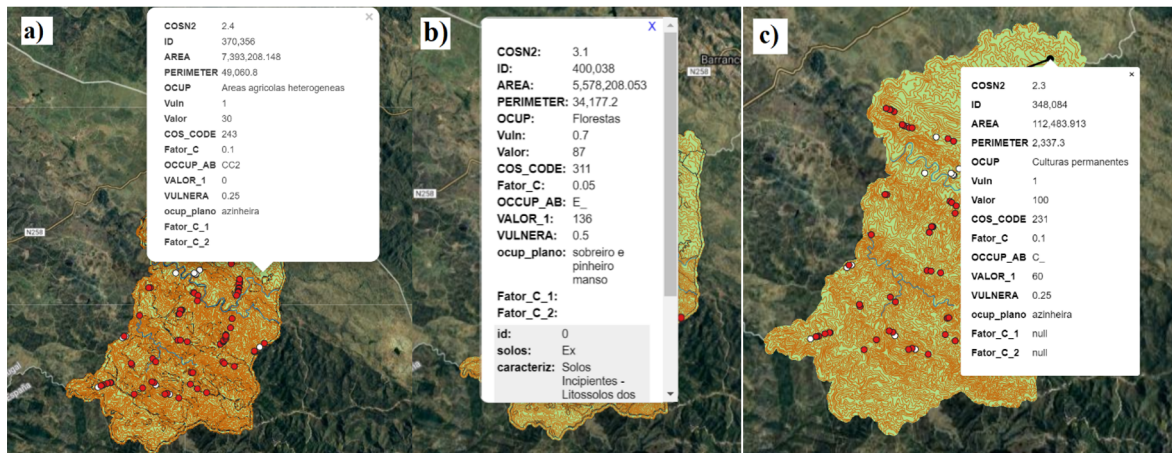 a)
COSN2 2.4
ID 370,356
AREA 7,393,208.148
PERIMETER 49,060.8
OCUP Areas agricolas heterogeneas
Vuln 1
Valor 30
COS_CODE 243
Fator_C 0.1
OCCUP_AB CC2
VALOR_1 0
VULNERA 0.25
ocup_plano azinheira
Fator_C_1
Fator_C_2
N258
España
b)
X
COSN2: 3.1
ID: 400,038
AREA: 5,578,208.053
PERIMETER: 34,177.2
OCUP: Florestas
Vuln: 0.7
Valor: 87
COS_CODE: 311
Fator_C: 0.05
OCCUP_AB: E_
VALOR_1: 136
VULNERA: 0.5
ocup_plano: sobreiro e
pinheiro
manso
Fator_C_1:
Fator_C_2:
id: 0
solos: Ex
caracteriz: Solos
Incipientes -
Litossolos dos
Barranc
N258
N258
c)
COSN2 2.3
ID 348,084
AREA 112,483.913
PERIMETER 2,337.3
OCUP Culturas permanentes
Vuln 1
Valor 100
COS_CODE 231
Fator_C 0.1
OCCUP_AB C_
VALOR_1 60
VULNERA 0.25
ocup_plano azinheira
Fator_C_1 null
Fator_C_2 null